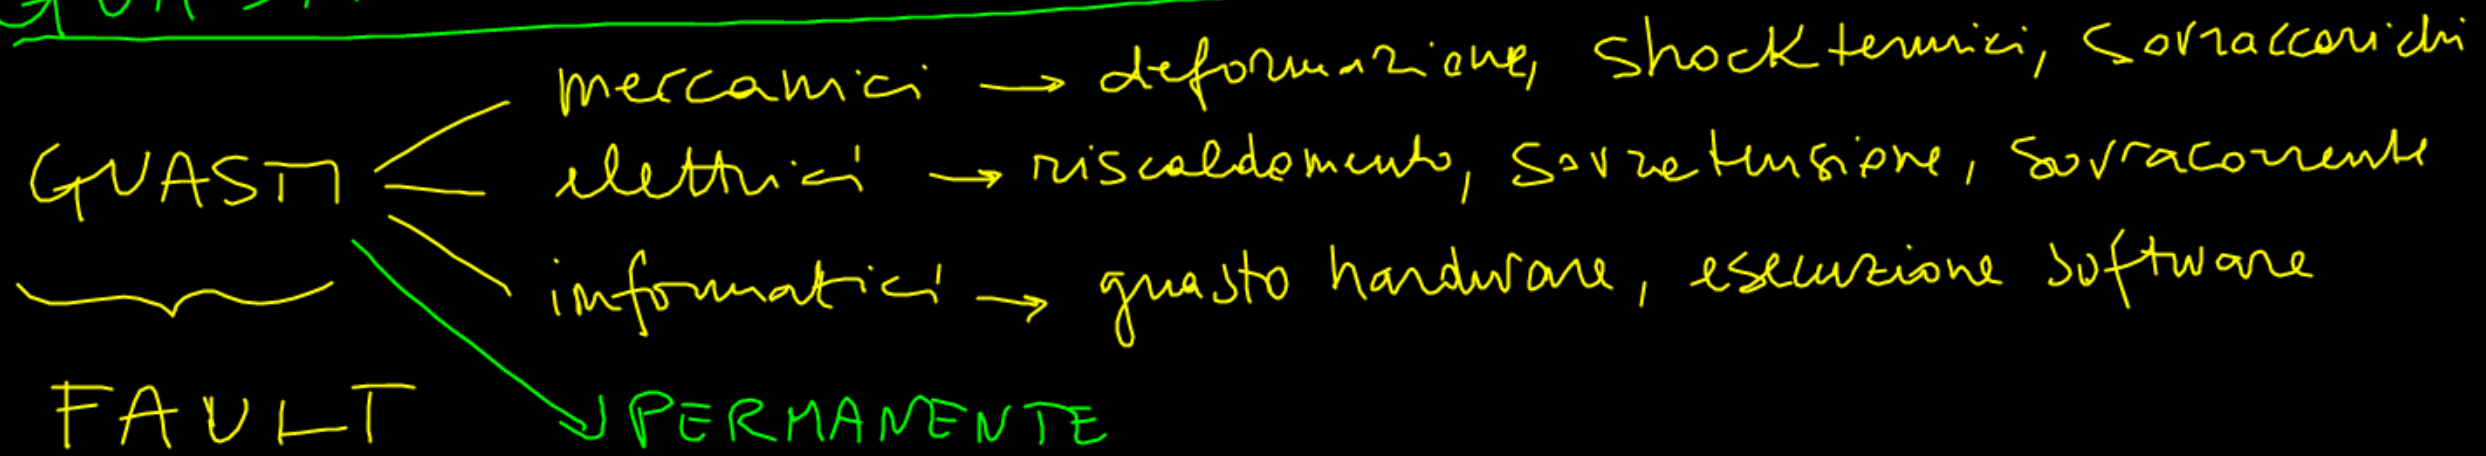 meccanici → deformazione, shock termici, sovraccarichi
GUASTI elettrici → riscaldamento, sovratensione, sovracorrente
informatici → guasto hardware, esecuzione software
FAULT PERMANENTE